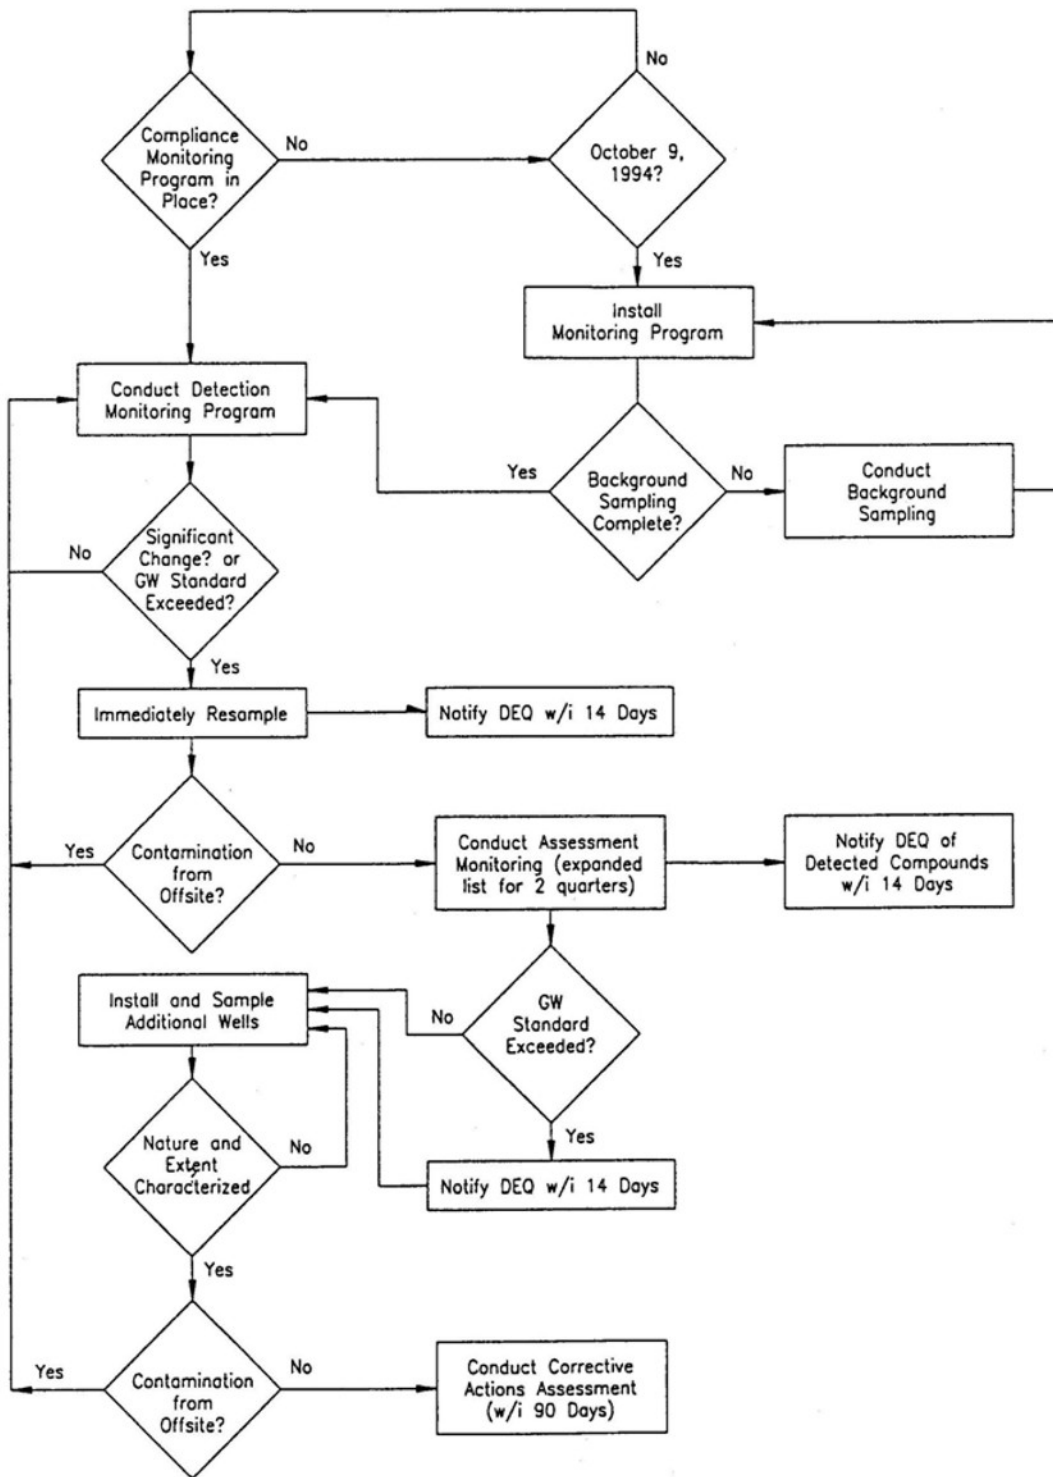 No
Compliance
Monitoring
Program in
Place?
No
October 9,
1994?
Yes
Yes
Install
Monitoring Program
Conduct Detection
Monitoring Program
Yes
Background
Sampling
Complete?
No
Conduct
Background
Sampling
No
Significant
Change? or
GW Standard
Exceeded?
Yes
Immediately Resample
Notify DEQ w/i 14 Days
Yes
Contamination
from
Offsite?
No
Conduct Assessment
Monitoring (expanded
list for 2 quarters)
Notify DEQ of
Detected Compounds
w/i 14 Days
Install and Sample
Additional Wells
No
GW
Standard
Exceeded?
Yes
Nature and
Extent
Characterized
No
Notify DEQ w/i 14 Days
Yes
Yes
Contamination
from
Offsite?
No
Conduct Corrective
Actions Assessment
(w/i 90 Days)